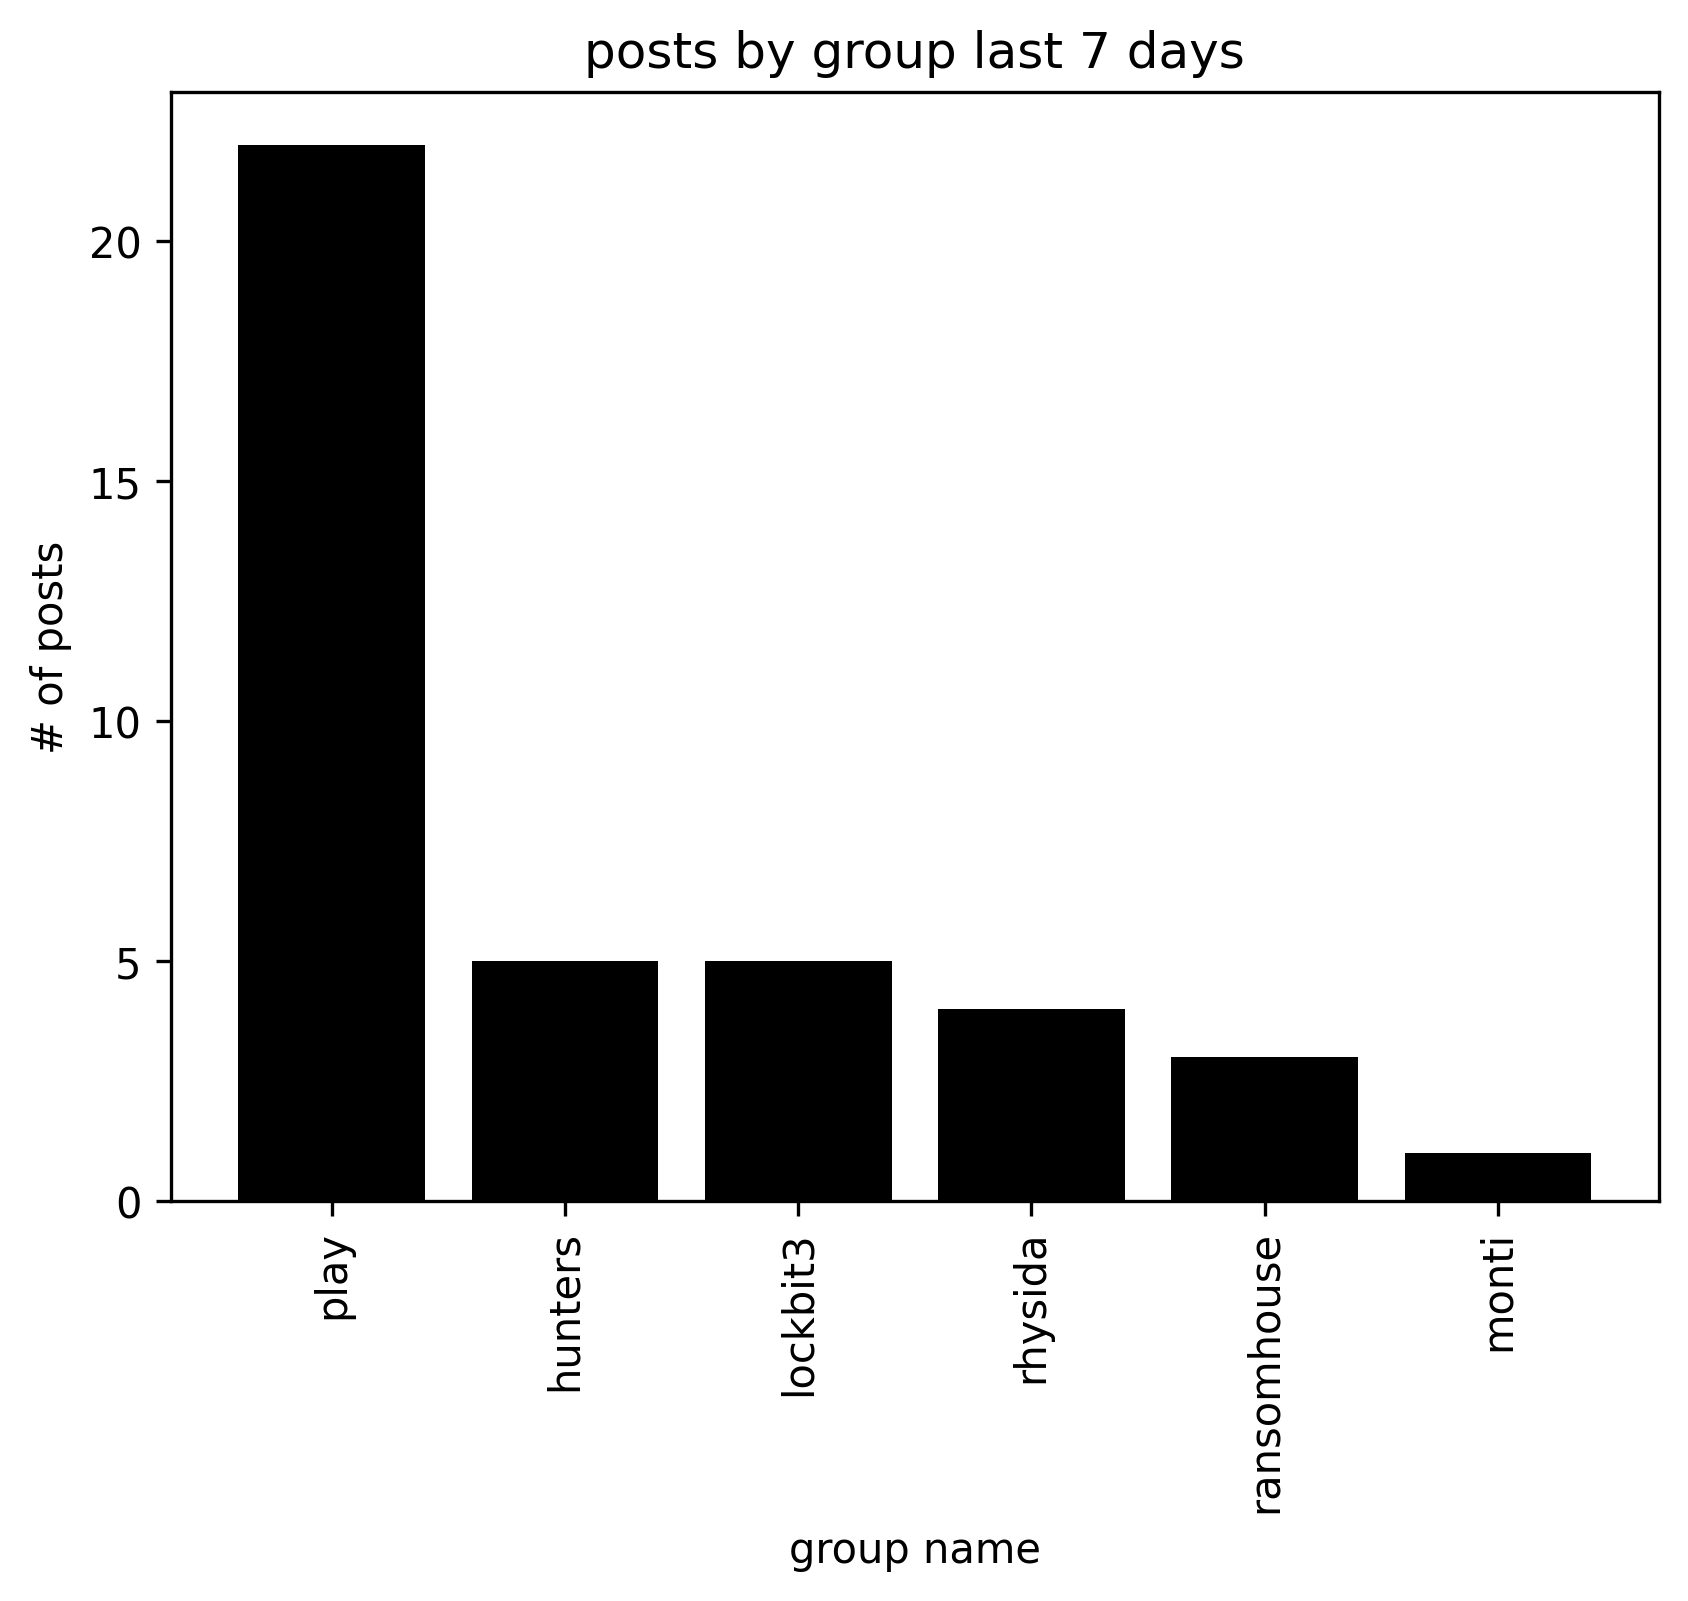 posts by group last 7 days
# of posts
20
15
10
5
0
play
hunters
lockbit3
rhysida
ransomhouse
monti
group name